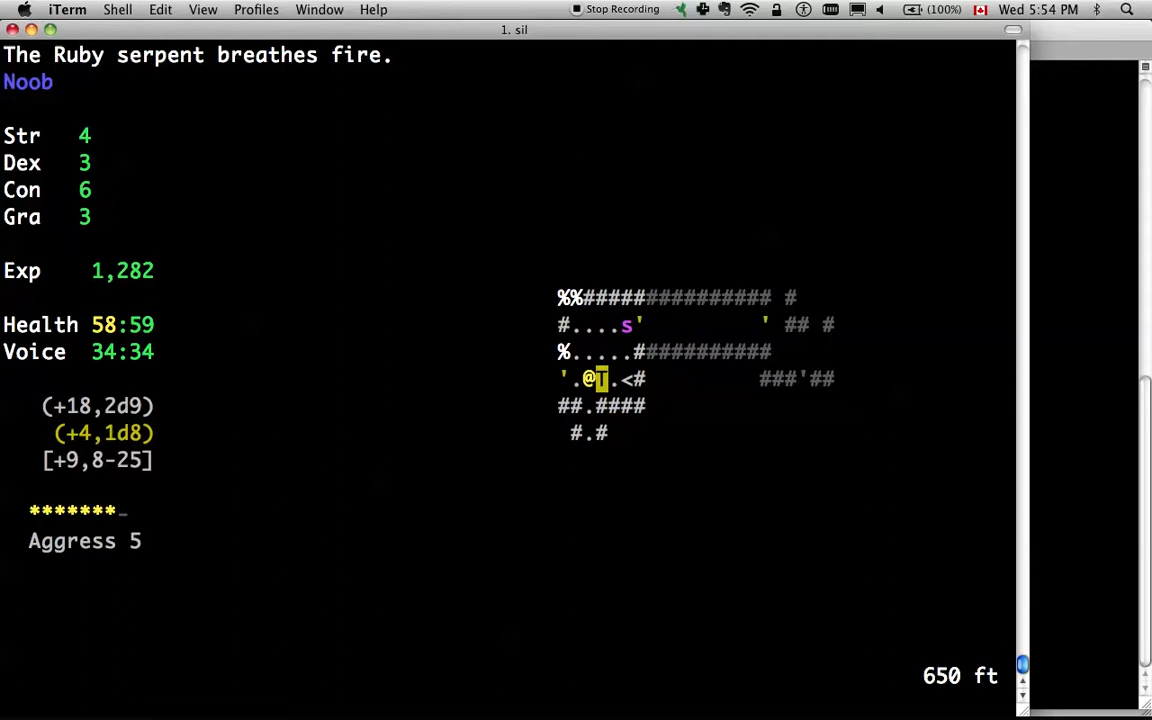 iTerm Shell Edit View Profiles Window Help Stop Recording (100%) Wed 5:54 PM
1. sil
The Ruby serpent breathes fire.
Noob
Str 4
Dex 3
Con 6
Gra 3
Exp 1,282
%%############### #
Health 58:59 #....s' ' ## #
Voice 34:34 %.....###########
'.@T.<# ###'##
(+18,2d9) ##.####
(+4,1d8) #.#
[+9,8-25]
*******_
Aggress 5
650 ft